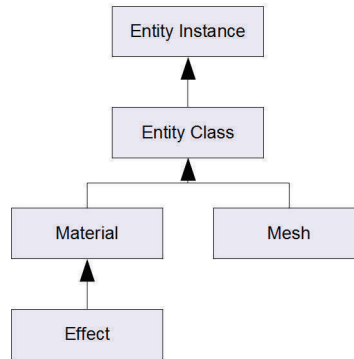 Entity Instance
Entity Class
Material
Mesh
Effect